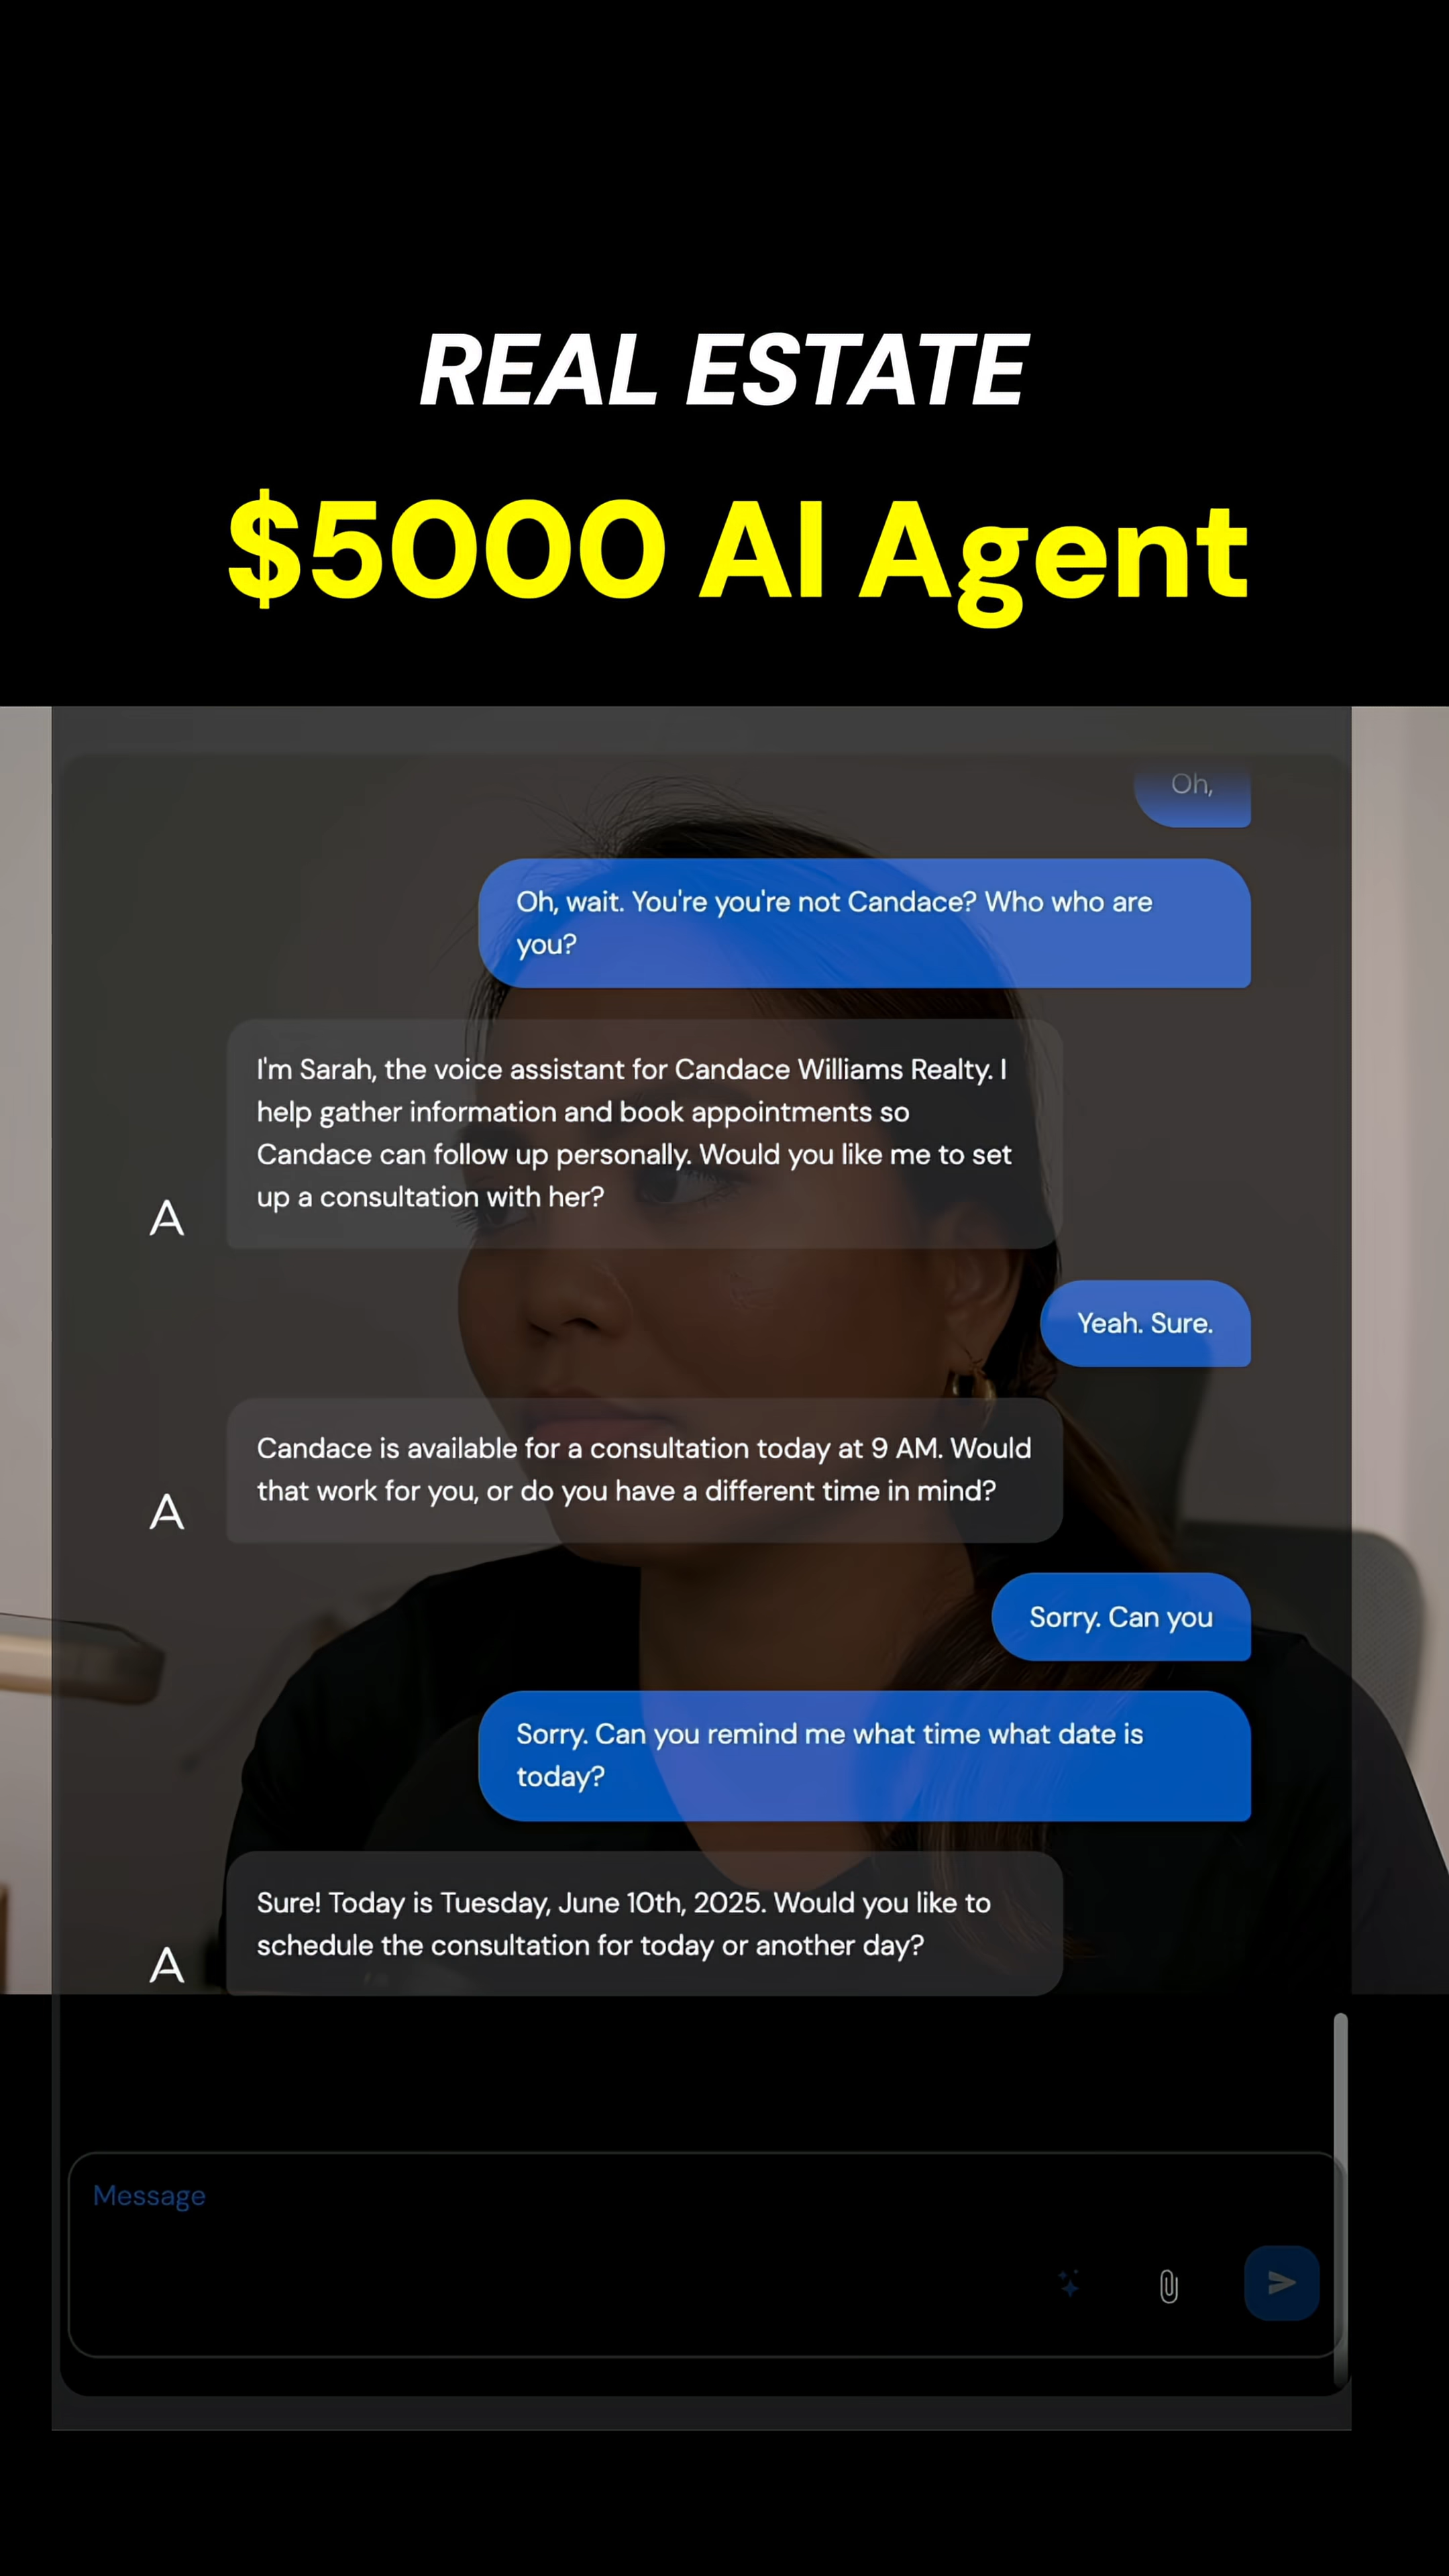 REAL ESTATE
$5000 AI Agent
Oh,
Oh, wait. You're you're not Candace? Who who are
you?
I'm Sarah, the voice assistant for Candace Williams Realty. I
help gather information and book appointments so
Candace can follow up personally. Would you like me to set
up a consultation with her?
A
Yeah. Sure.
Candace is available for a consultation today at 9 AM. Would
that work for you, or do you have a different time in mind?
A
Sorry. Can you
Sorry. Can you remind me what time what date is
today?
Sure! Today is Tuesday, June 10th, 2025. Would you like to
schedule the consultation for today or another day?
A
Message